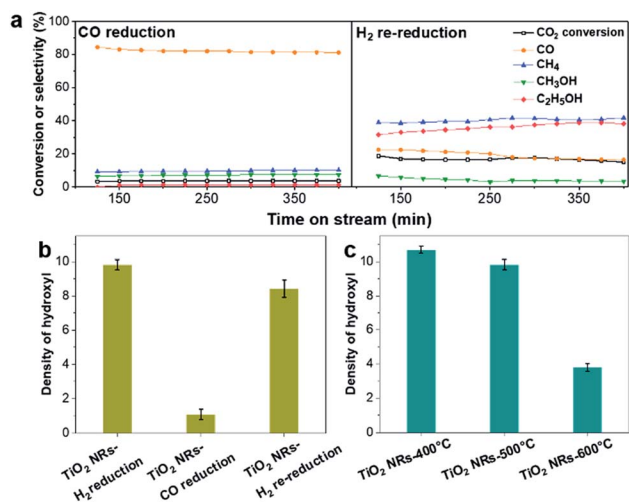 a
CO reduction
H2 re-reduction
CO2 conversion
CO
CH4
CH3OH
C2H5OH
Conversion or selectivity (%)
100
80
60
40
20
0
150
250
350
150
250
350
Time on stream (min)
b
Density of hydroxyl
10
8
6
4
2
0
TiO2 NRs-
H2 reduction
TiO2 NRs-
CO reduction
TiO2 NRs-
H2 re-reduction
c
Density of hydroxyl
10
8
6
4
2
0
TiO2 NRs-400°C
TiO2 NRs-500°C
TiO2 NRs-600°C